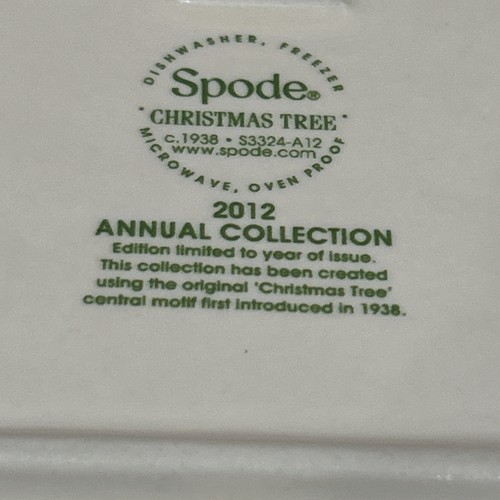 DISHWASHER, FREEZER
Spode®
· CHRISTMAS TREE ·
c.1938 • S3324-A12
www.spode.com
MICROWAVE, OVEN PROOF
2012
ANNUAL COLLECTION
Edition limited to year of issue.
This collection has been created
using the original 'Christmas Tree'
central motif first introduced in 1938.